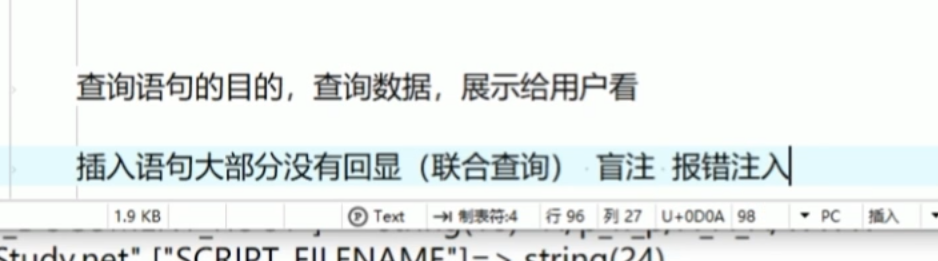 查询语句的目的，查询数据，展示给用户看
插入语句大部分没有回显（联合查询） 盲注 报错注入
1.9 KB Text 制表符:4 行 96 列 27 U+0D0A 98 PC 插入
Study.net" ["SCRIPT_FILENAME"]=> string(24)